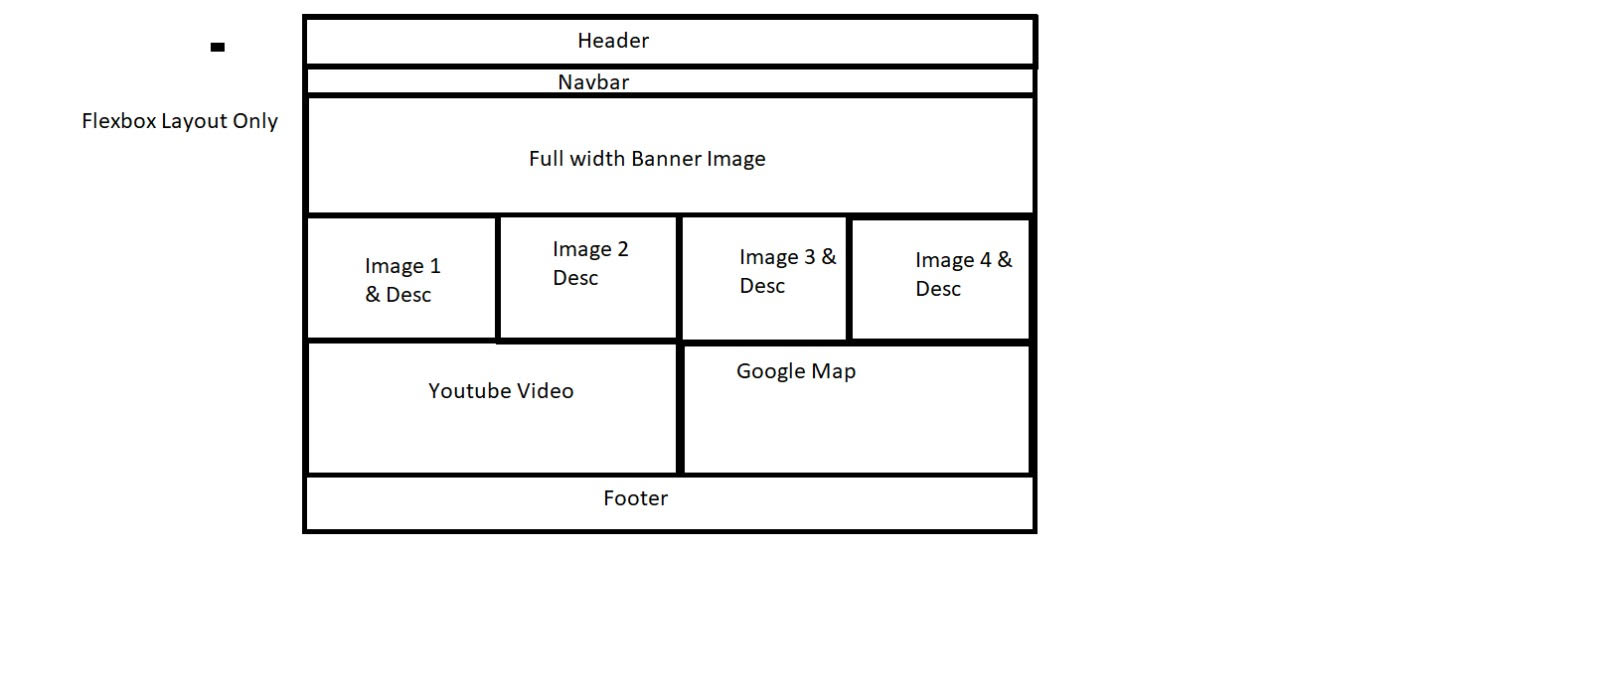 Header
Navbar
Flexbox Layout Only
Full width Banner Image
Image 1
& Desc
Image 2
Desc
Image 3 &
Desc
Image 4 &
Desc
Youtube Video
Google Map
Footer